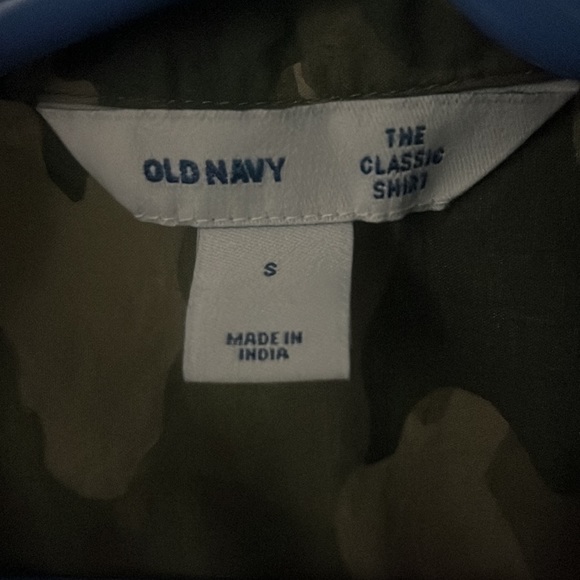 OLD NAVY
THE
CLASSIC
SHIRT
S
MADE IN
INDIA